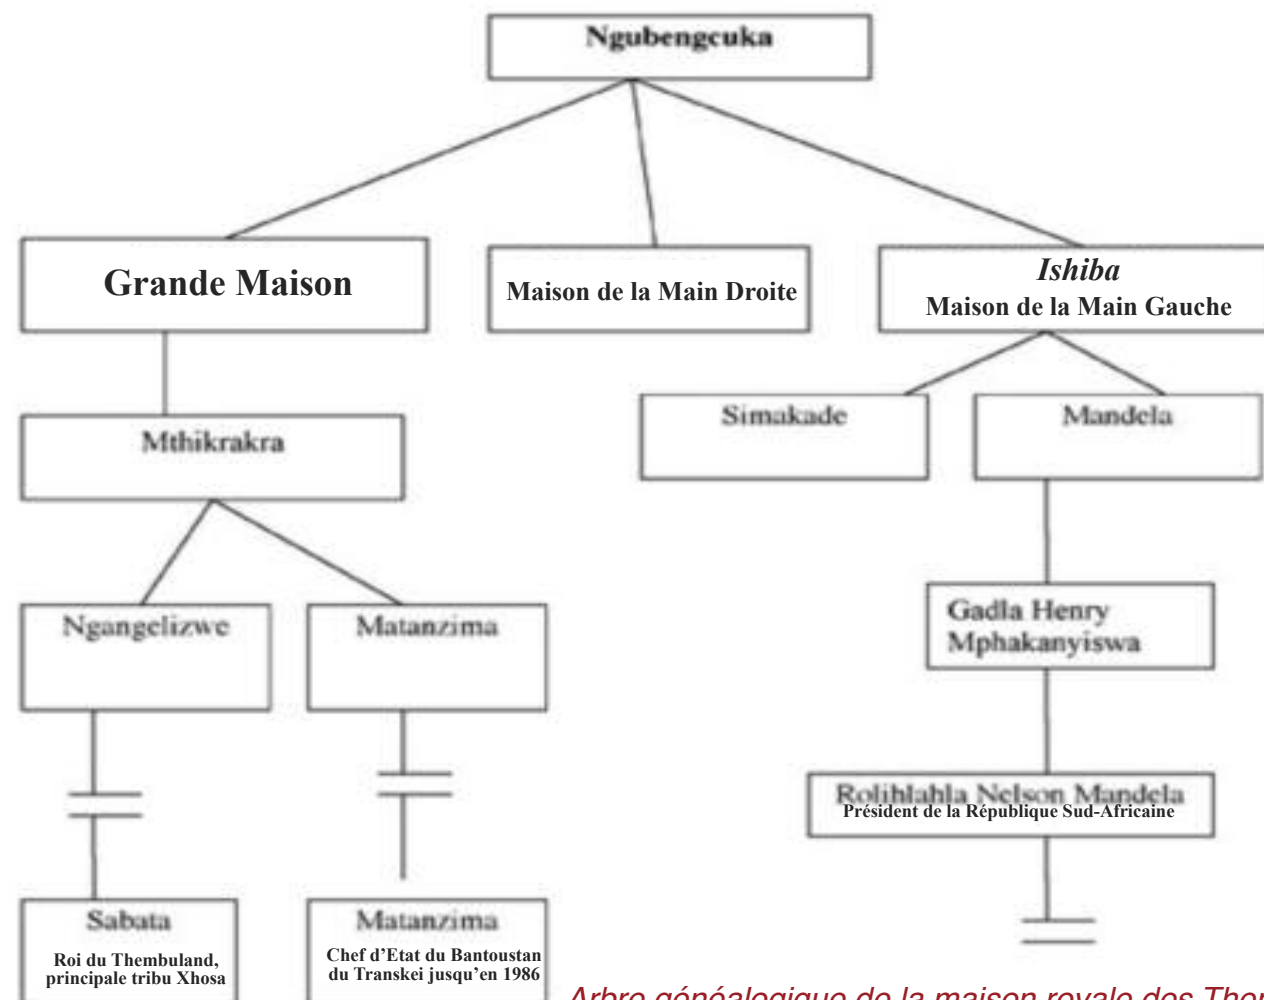 Ngubengcuka
Grande Maison
Maison de la Main Droite
Ishiba
Maison de la Main Gauche
Simakade
Mandela
Mthikrakra
Ngangelizwe
Matanzima
Gadla Henry
Mphakanyiswa
Rolihlahla Nelson Mandela
Président de la République Sud-Africaine
Sabata
Roi du Thembuland,
principale tribu Xhosa
Matanzima
Chef d'Etat du Bantoustan
du Transkei jusqu'en 1986
Arbre généalogique de la maison royale des